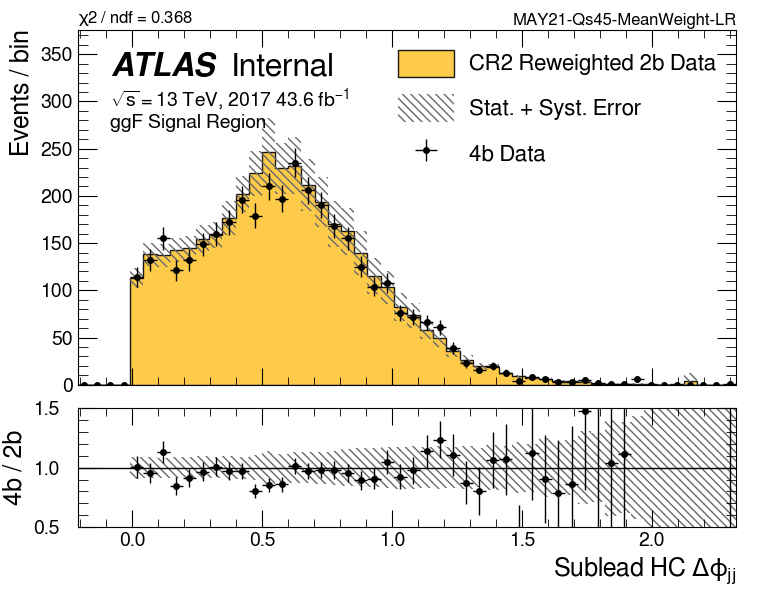 χ2 / ndf = 0.368
MAY21-Qs45-MeanWeight-LR
Events / bin
350
300
250
200
150
100
50
0
ATLAS Internal
√s = 13 TeV, 2017 43.6 fb−1
ggF Signal Region
CR2 Reweighted 2b Data
Stat. + Syst. Error
4b Data
4b / 2b
1.5
1.0
0.5
0.0 0.5 1.0 1.5 2.0
Sublead HC Δϕjj